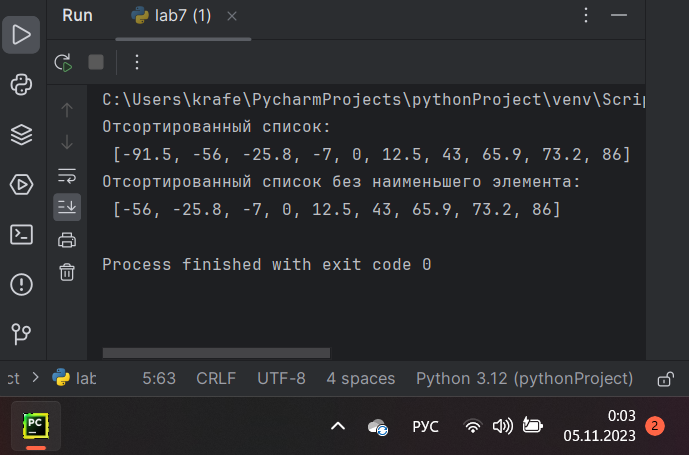 Run lab7 (1)
C:\Users\krafe\PycharmProjects\pythonProject\venv\Scrip
Отсортированный список:
[-91.5, -56, -25.8, -7, 0, 12.5, 43, 65.9, 73.2, 86]
Отсортированный список без наименьшего элемента:
[-56, -25.8, -7, 0, 12.5, 43, 65.9, 73.2, 86]
Process finished with exit code 0
ct > lab 5:63 CRLF UTF-8 4 spaces Python 3.12 (pythonProject)
PC РУС 0:03 2
05.11.2023